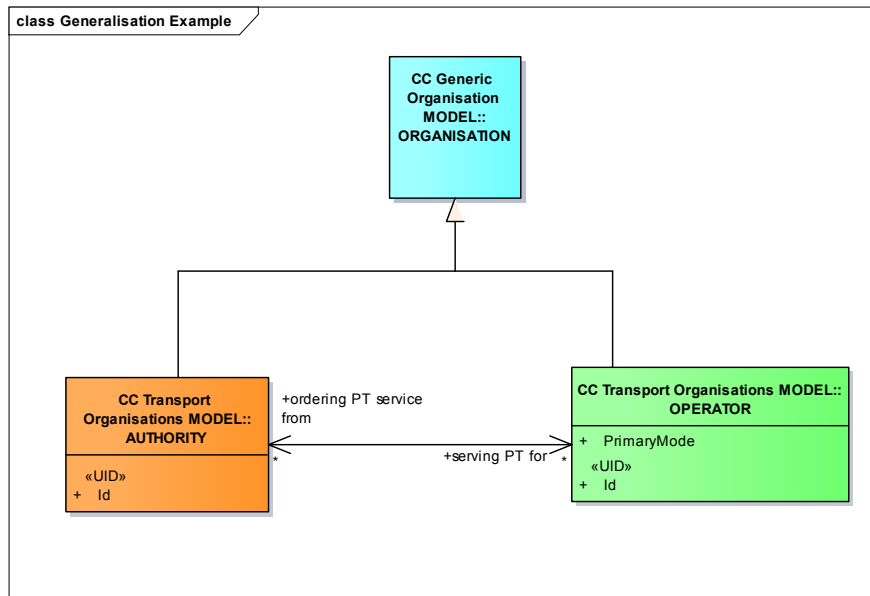 class Generalisation Example
CC Generic
Organisation
MODEL::
ORGANISATION
CC Transport
Organisations MODEL::
AUTHORITY
«UID»
+ Id
+ordering PT service
from
*
+serving PT for
*
CC Transport Organisations MODEL::
OPERATOR
+ PrimaryMode
«UID»
+ Id